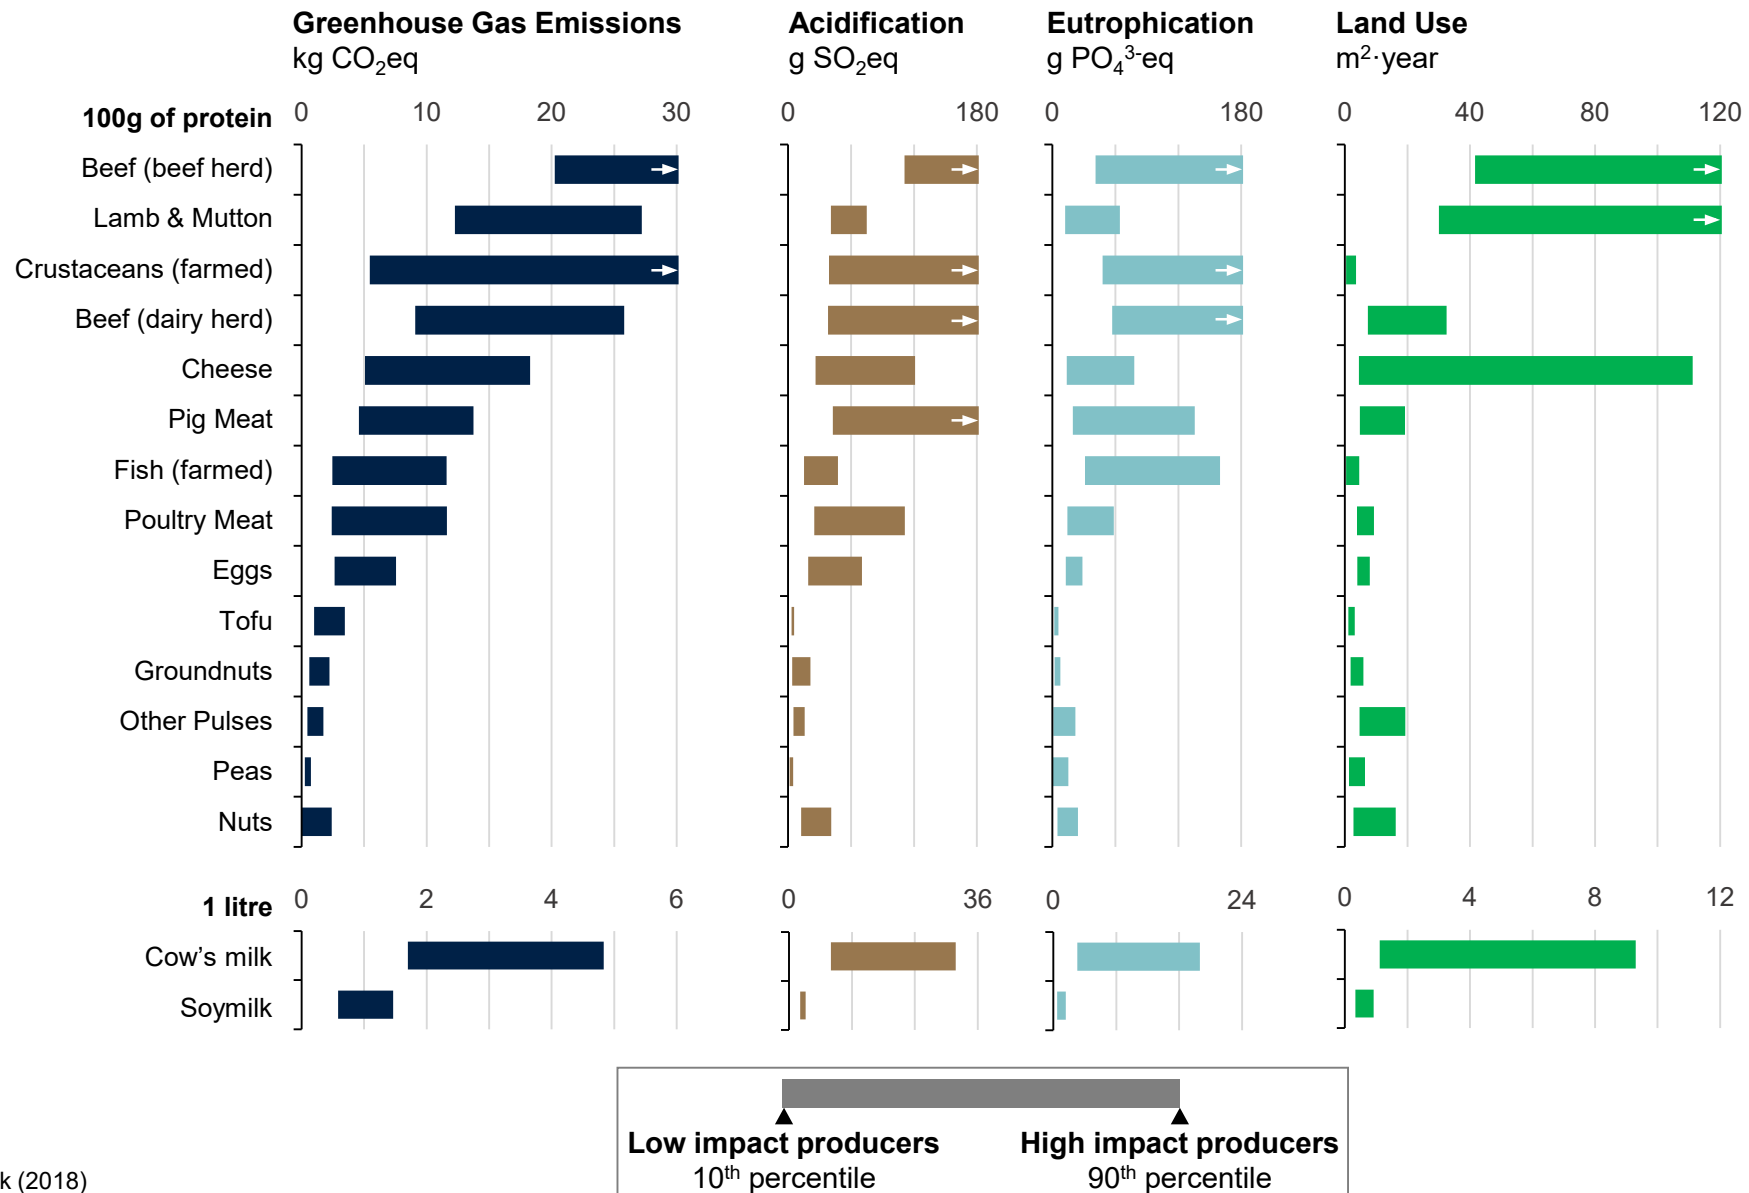 Greenhouse Gas Emissions
kg CO₂eq
Acidification
g SO₂eq
Eutrophication
g PO₄³⁻eq
Land Use
m²·year
100g of protein
0 10 20 30
0 180
0 180
0 40 80 120
Beef (beef herd)
Lamb & Mutton
Crustaceans (farmed)
Beef (dairy herd)
Cheese
Pig Meat
Fish (farmed)
Poultry Meat
Eggs
Tofu
Groundnuts
Other Pulses
Peas
Nuts
1 litre
0 2 4 6
0 36
0 24
0 4 8 12
Cow’s milk
Soymilk
Low impact producers
10th percentile
High impact producers
90th percentile
k (2018)